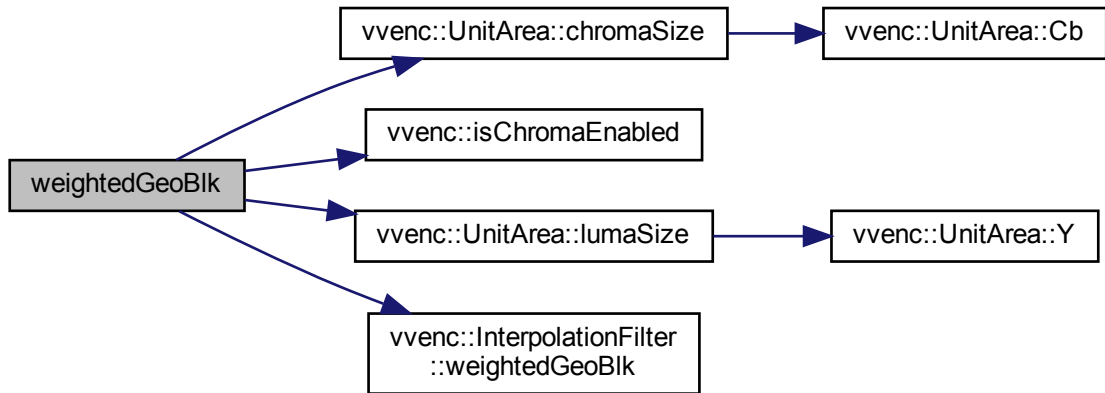 vvenc::UnitArea::chromaSize
vvenc::UnitArea::Cb
vvenc::isChromaEnabled
weightedGeoBlk
vvenc::UnitArea::lumaSize
vvenc::UnitArea::Y
vvenc::InterpolationFilter
::weightedGeoBlk